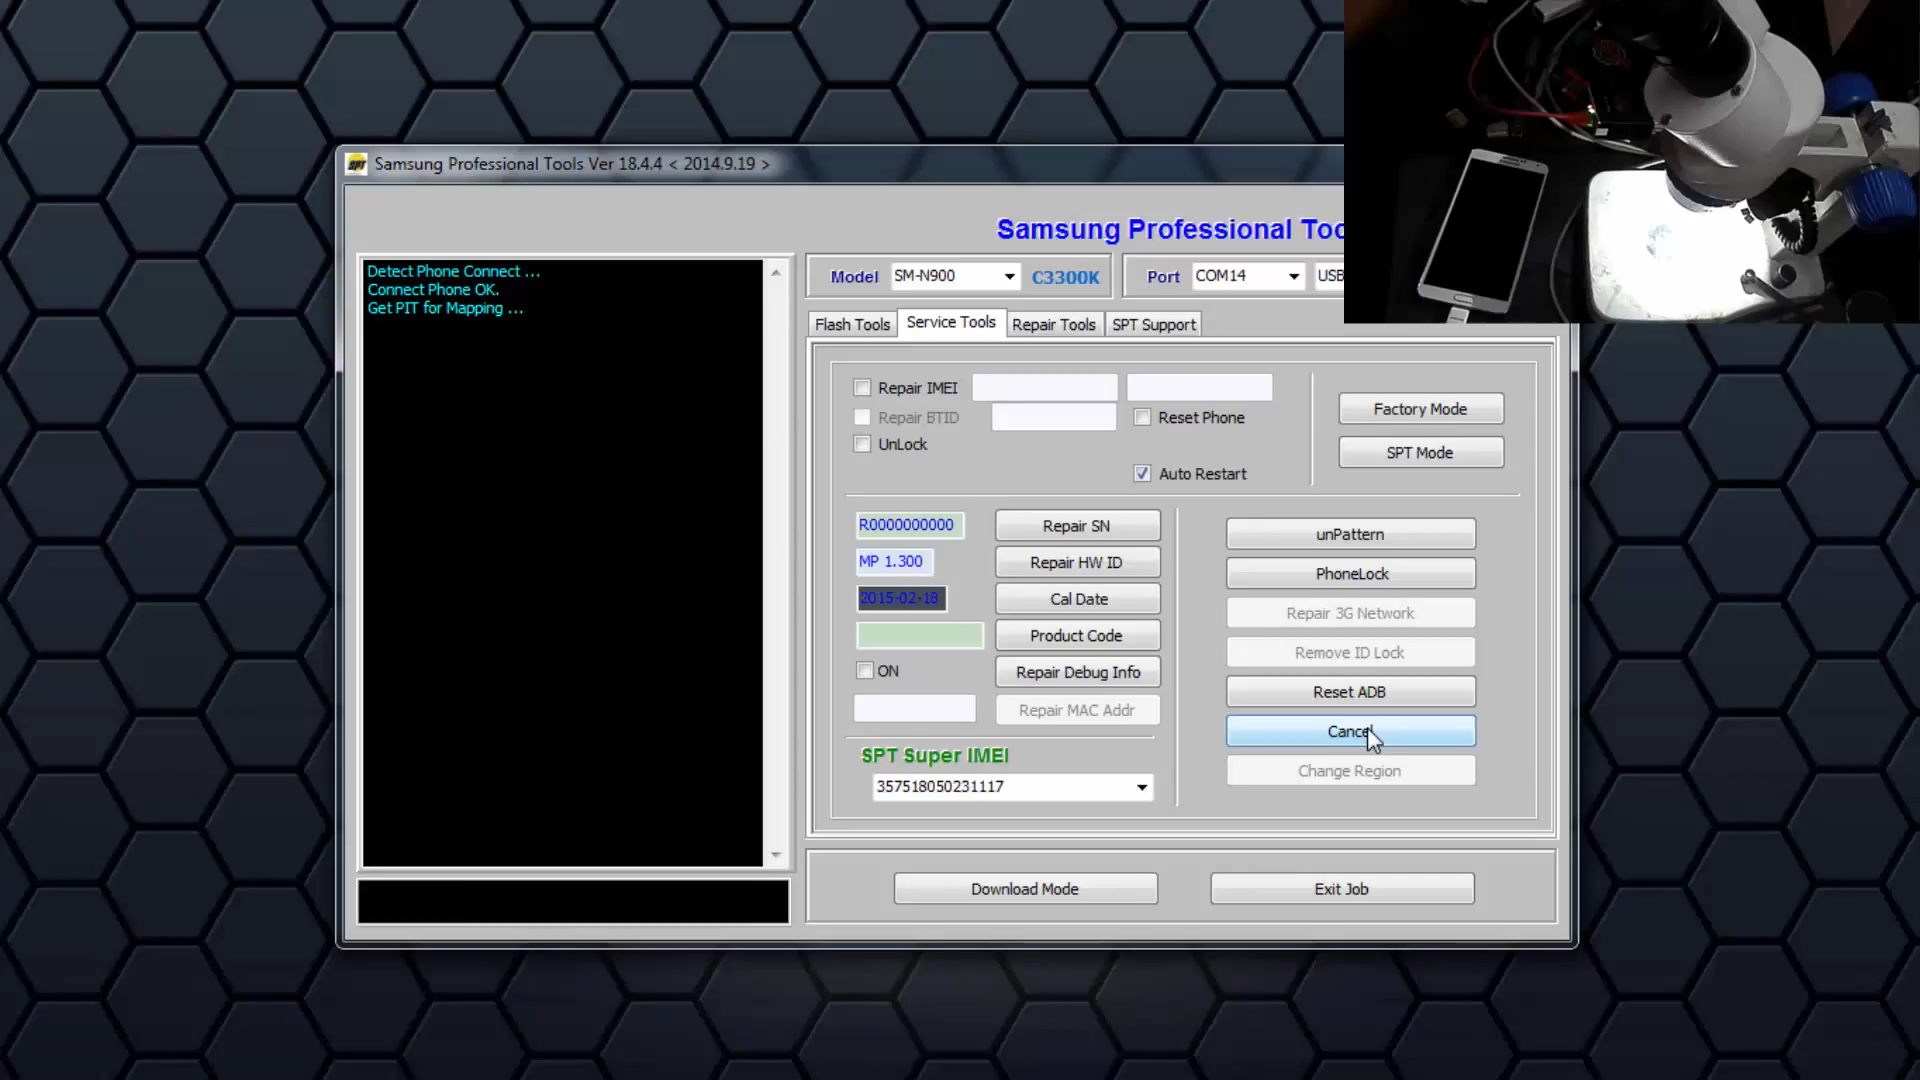 SPT Samsung Professional Tools Ver 18.4.4 < 2014.9.19 >
Samsung Professional Too
Detect Phone Connect ...
Connect Phone OK.
Get PIT for Mapping ...
Model SM-N900 C3300K Port COM14 USB
Flash Tools Service Tools Repair Tools SPT Support
Repair IMEI
Repair BTID Reset Phone
UnLock
Auto Restart
Factory Mode
SPT Mode
R0000000000 Repair SN
MP 1.300 Repair HW ID
2015-02-18 Cal Date
Product Code
ON Repair Debug Info
Repair MAC Addr
SPT Super IMEI
357518050231117
unPattern
PhoneLock
Repair 3G Network
Remove ID Lock
Reset ADB
Cancel
Change Region
Download Mode Exit Job